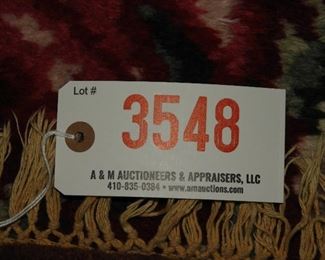 Lot #
3548
A & M AUCTIONEERS & APPRAISERS, LLC
410-835-0384 • www.amauctions.com